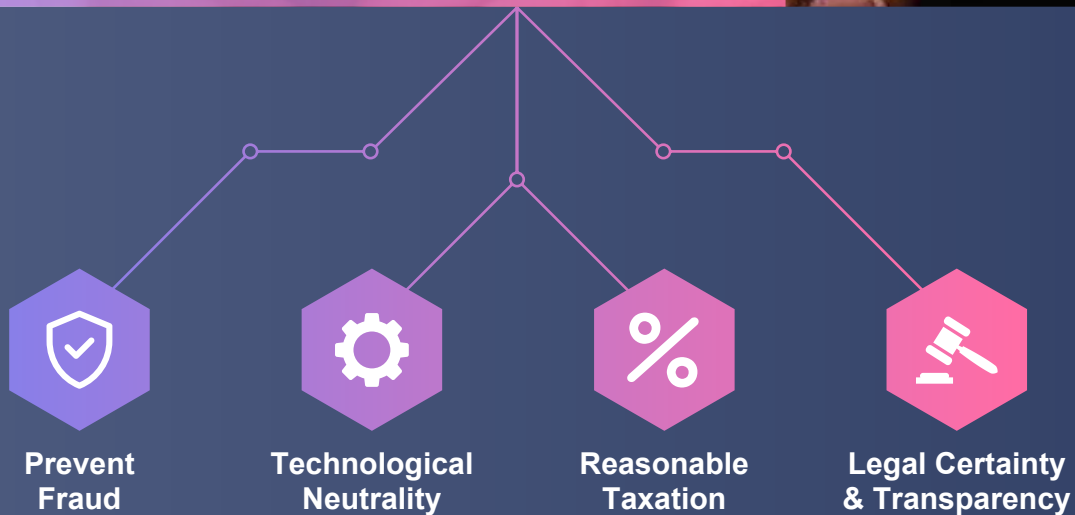 Prevent
Fraud
Technological
Neutrality
Reasonable
Taxation
Legal Certainty
& Transparency